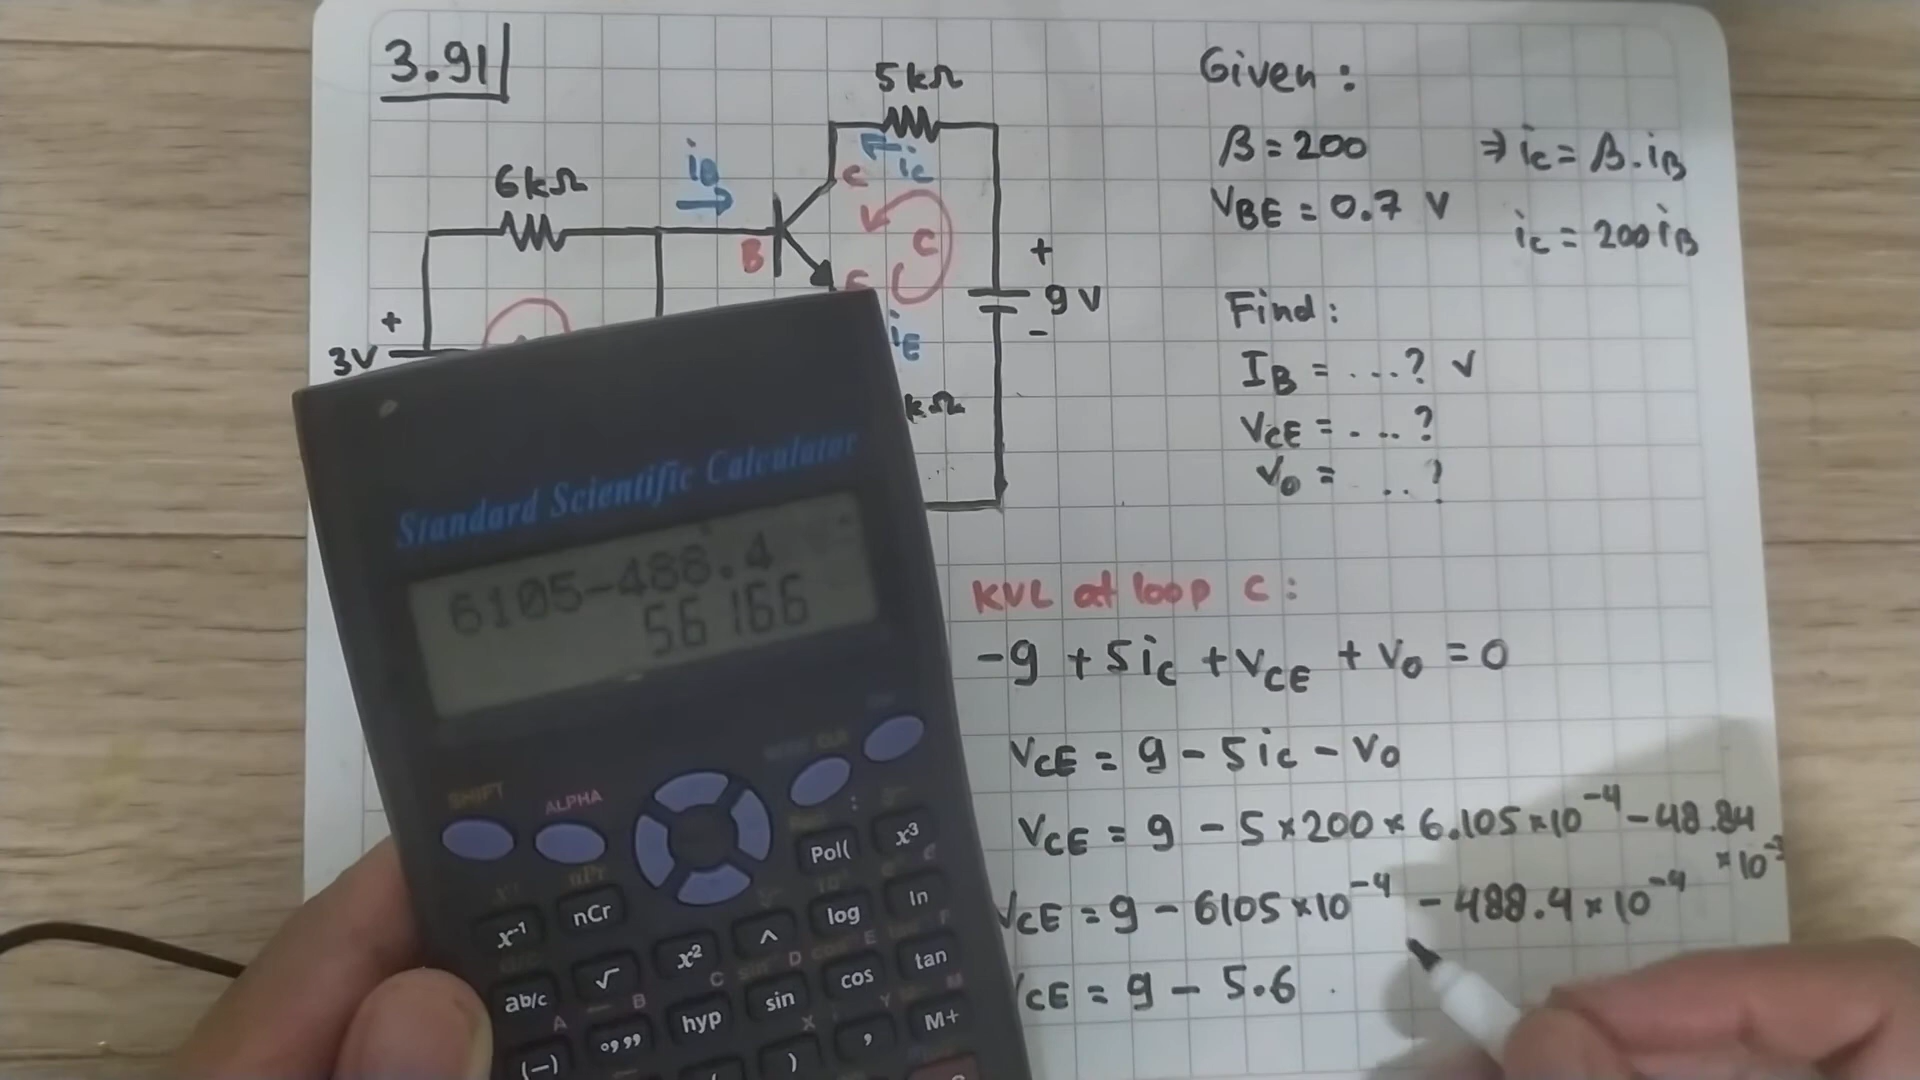 3.91
5kΩ
6kΩ
iB
ic
C
B
C
+
3V
+
9V
-
iE
kΩ
Given :
β = 200 ⇒ ic = β.iB
VBE = 0.7 V
ic = 200iB
Find :
IB = ....? √
VCE = . ..?
Vo = ..?
KVL at loop C :
-9 + 5ic + VCE + Vo = 0
VCE = 9 - 5ic - Vo
VCE = 9 - 5×200×6.105×10⁻⁴ - 48.84 ×10⁻³
VCE = 9 - 6105×10⁻⁴ - 488.4×10⁻⁴
CE = 9 - 5.6
Standard Scientific Calculator
6105-488.4
SHIFT
ALPHA
Pol( x³
x⁻¹ nCr log ln
ab/c √ x² ^
sin cos tan
(-) °,,, hyp ) , M+